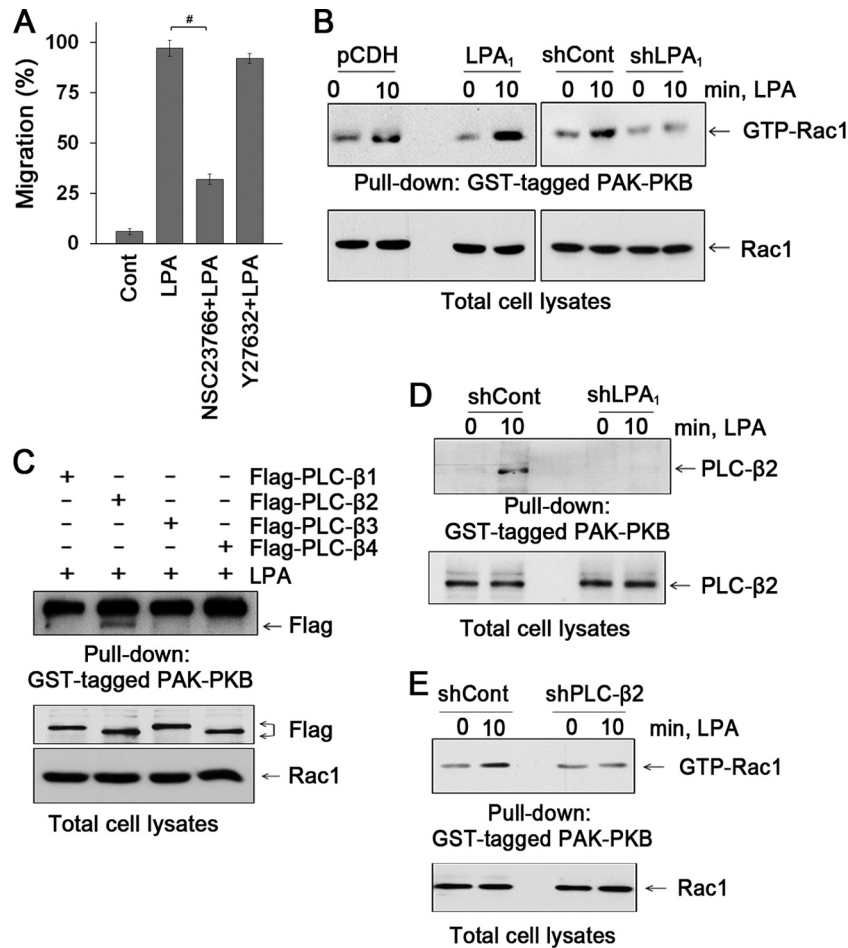 A
#
Migration (%)
100
75
50
25
0
Cont
LPA
NSC23766+LPA
Y27632+LPA
B
pCDH LPA₁ shCont shLPA₁
0 10 0 10 0 10 0 10 min, LPA
← GTP-Rac1
Pull-down: GST-tagged PAK-PKB
← Rac1
Total cell lysates
C
+ − − − Flag-PLC-β1
− + − − Flag-PLC-β2
− − + − Flag-PLC-β3
− − − + Flag-PLC-β4
+ + + + LPA
← Flag
Pull-down:
GST-tagged PAK-PKB
Flag
← Rac1
Total cell lysates
D
shCont shLPA₁
0 10 0 10 min, LPA
← PLC-β2
Pull-down:
GST-tagged PAK-PKB
← PLC-β2
Total cell lysates
E
shCont shPLC-β2
0 10 0 10 min, LPA
← GTP-Rac1
Pull-down:
GST-tagged PAK-PKB
← Rac1
Total cell lysates